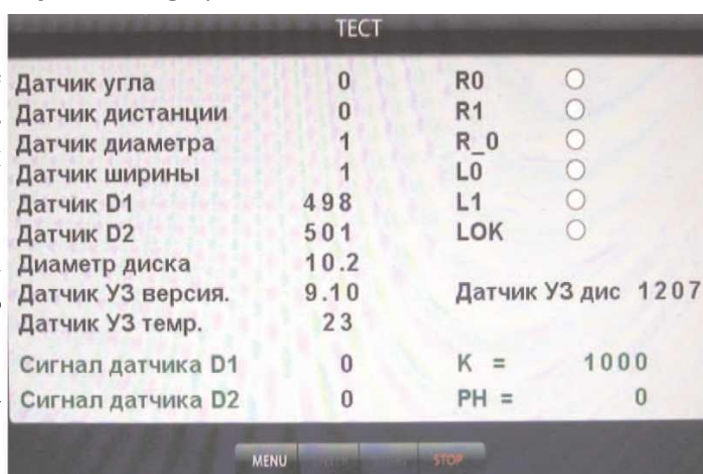 ТЕСТ
Датчик угла 0 R0
Датчик дистанции 0 R1
Датчик диаметра 1 R_0
Датчик ширины 1 L0
Датчик D1 498 L1
Датчик D2 501 LOK
Диаметр диска 10.2
Датчик УЗ версия. 9.10 Датчик УЗ дис 1207
Датчик УЗ темр. 23
Сигнал датчика D1 0 K = 1000
Сигнал датчика D2 0 PH = 0
MENU STOP